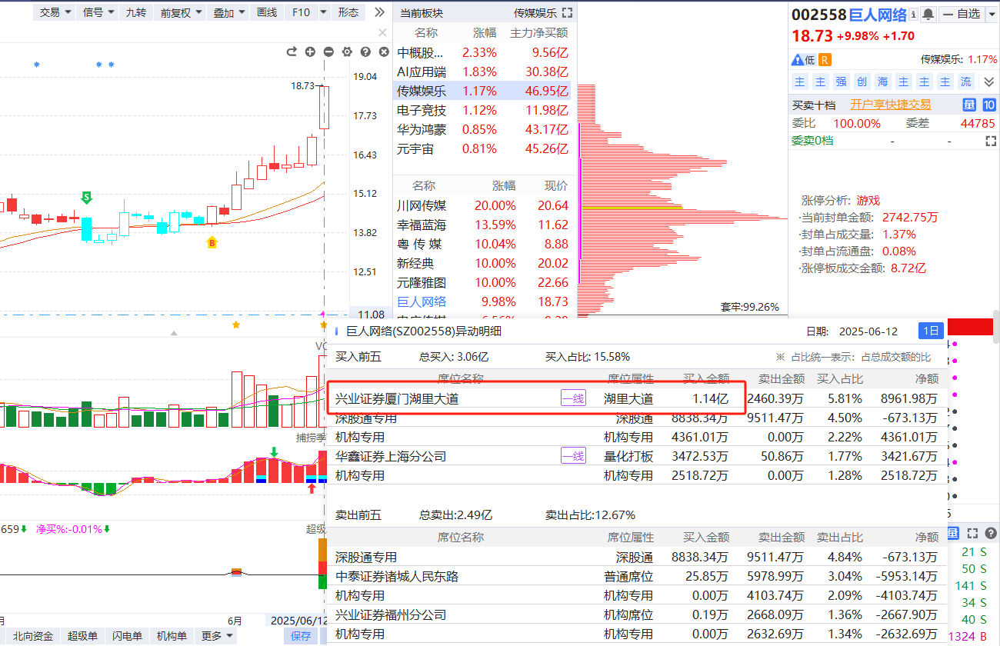 交易 信号 九转 前复权 叠加 画线 F10 形态
18.73
19.04
17.73
16.43
15.12
13.82
12.51
11.08
S
B
捕捞季
659 净买%:-0.01%
超级
6月
2025/06/12
北向资金 超级单 闪电单 机构单 更多 保存
当前板块 传媒娱乐
名称 涨幅 主力净买额
中概股... 2.33% 9.56亿
AI应用端 1.83% 30.38亿
传媒娱乐 1.17% 46.95亿
电子竞技 1.12% 11.98亿
华为鸿蒙 0.85% 43.17亿
元宇宙 0.81% 45.26亿
名称 涨幅 现价
川网传媒 20.00% 20.64
幸福蓝海 13.59% 11.62
粤 传 媒 10.04% 8.88
新经典 10.00% 20.02
元隆雅图 10.00% 22.66
巨人网络 9.98% 18.73
套牢:99.26%
002558 巨人网络 自选
18.73 +9.98% +1.70
低 R 传媒娱乐: 1.17%
主 主 强 创 海 主 主 主 流
买卖十档 开户享快捷交易 量 10
委比 100.00% 委差 44785
委卖0档 - -
涨停分析: 游戏
·当前封单金额: 2742.75万
·封单占成交量: 1.37%
·封单占流通盘: 0.08%
·涨停板成交金额: 8.72亿
巨人网络(SZ002558)异动明细 日期: 2025-06-12 1日
买入前五 总买入: 3.06亿 买入占比: 15.58% ※ 占比统一表示: 占总成交额的比
席位名称 席位属性 买入金额 卖出金额 买入占比 净额
兴业证券厦门湖里大道 一线 湖里大道 1.14亿 2460.39万 5.81% 8961.98万
深股通专用 深股通 8838.34万 9511.47万 4.50% -673.13万
机构专用 机构专用 4361.01万 0.00万 2.22% 4361.01万
华鑫证券上海分公司 一线 量化打板 3472.53万 50.86万 1.77% 3421.67万
机构专用 机构专用 2518.72万 0.00万 1.28% 2518.72万
卖出前五 总卖出:2.49亿 卖出占比:12.67%
席位名称 席位属性 买入金额 卖出金额 卖出占比 净额
深股通专用 深股通 8838.34万 9511.47万 4.84% -673.13万
中泰证券诸城人民东路 普通席位 25.85万 5978.99万 3.04% -5953.14万
机构专用 机构专用 0.00万 4103.74万 2.09% -4103.74万
兴业证券福州分公司 机构席位 0.19万 2668.09万 1.36% -2667.90万
机构专用 机构专用 0.00万 2632.69万 1.34% -2632.69万
量
21 S
50 S
141 S
34 S
40 S
1324 B